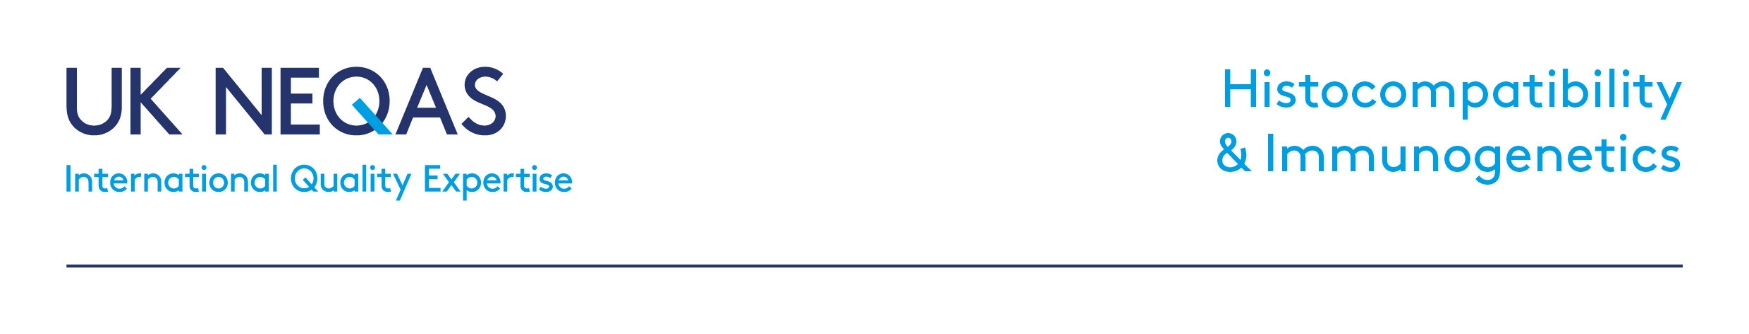 UK NEQAS
International Quality Expertise
Histocompatibility
& Immunogenetics